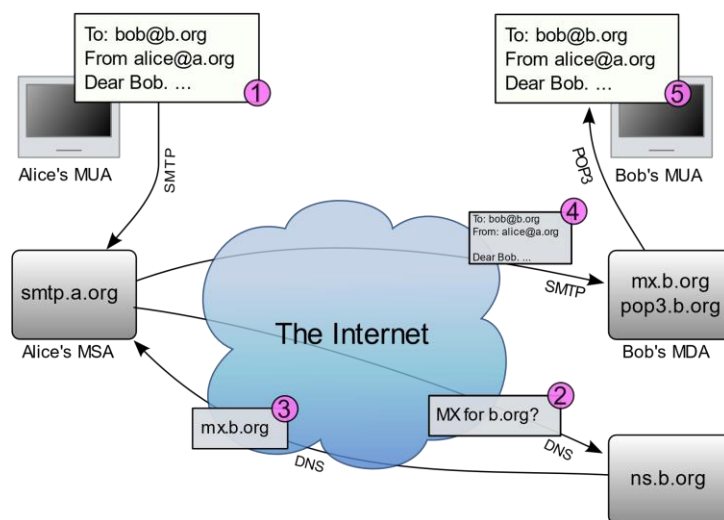 To: bob@b.org
From alice@a.org
Dear Bob. ...
1
Alice's MUA
SMTP
To: bob@b.org
From alice@a.org
Dear Bob. ...
5
POP3
Bob's MUA
To: bob@b.org
From: alice@a.org
Dear Bob. ...
4
SMTP
smtp.a.org
Alice's MSA
The Internet
mx.b.org
pop3.b.org
Bob's MDA
mx.b.org
3
DNS
MX for b.org?
2
DNS
ns.b.org